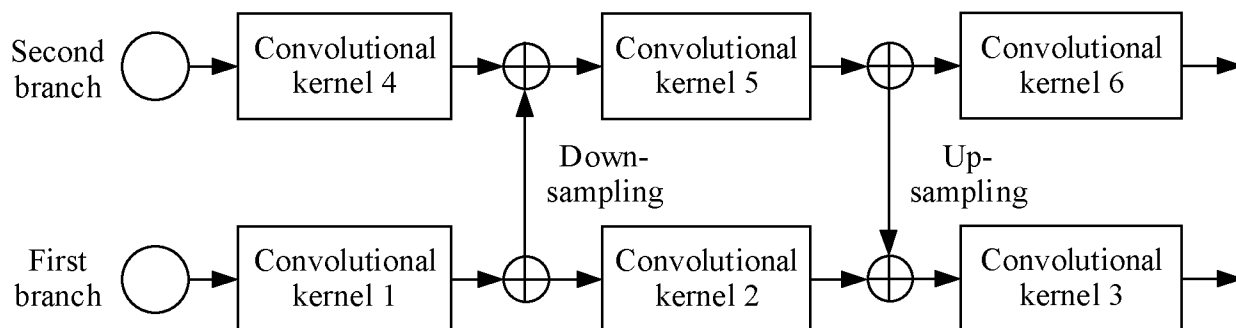 Second
branch
Convolutional
kernel 4
Convolutional
kernel 5
Convolutional
kernel 6
Down-
sampling
Up-
sampling
First
branch
Convolutional
kernel 1
Convolutional
kernel 2
Convolutional
kernel 3